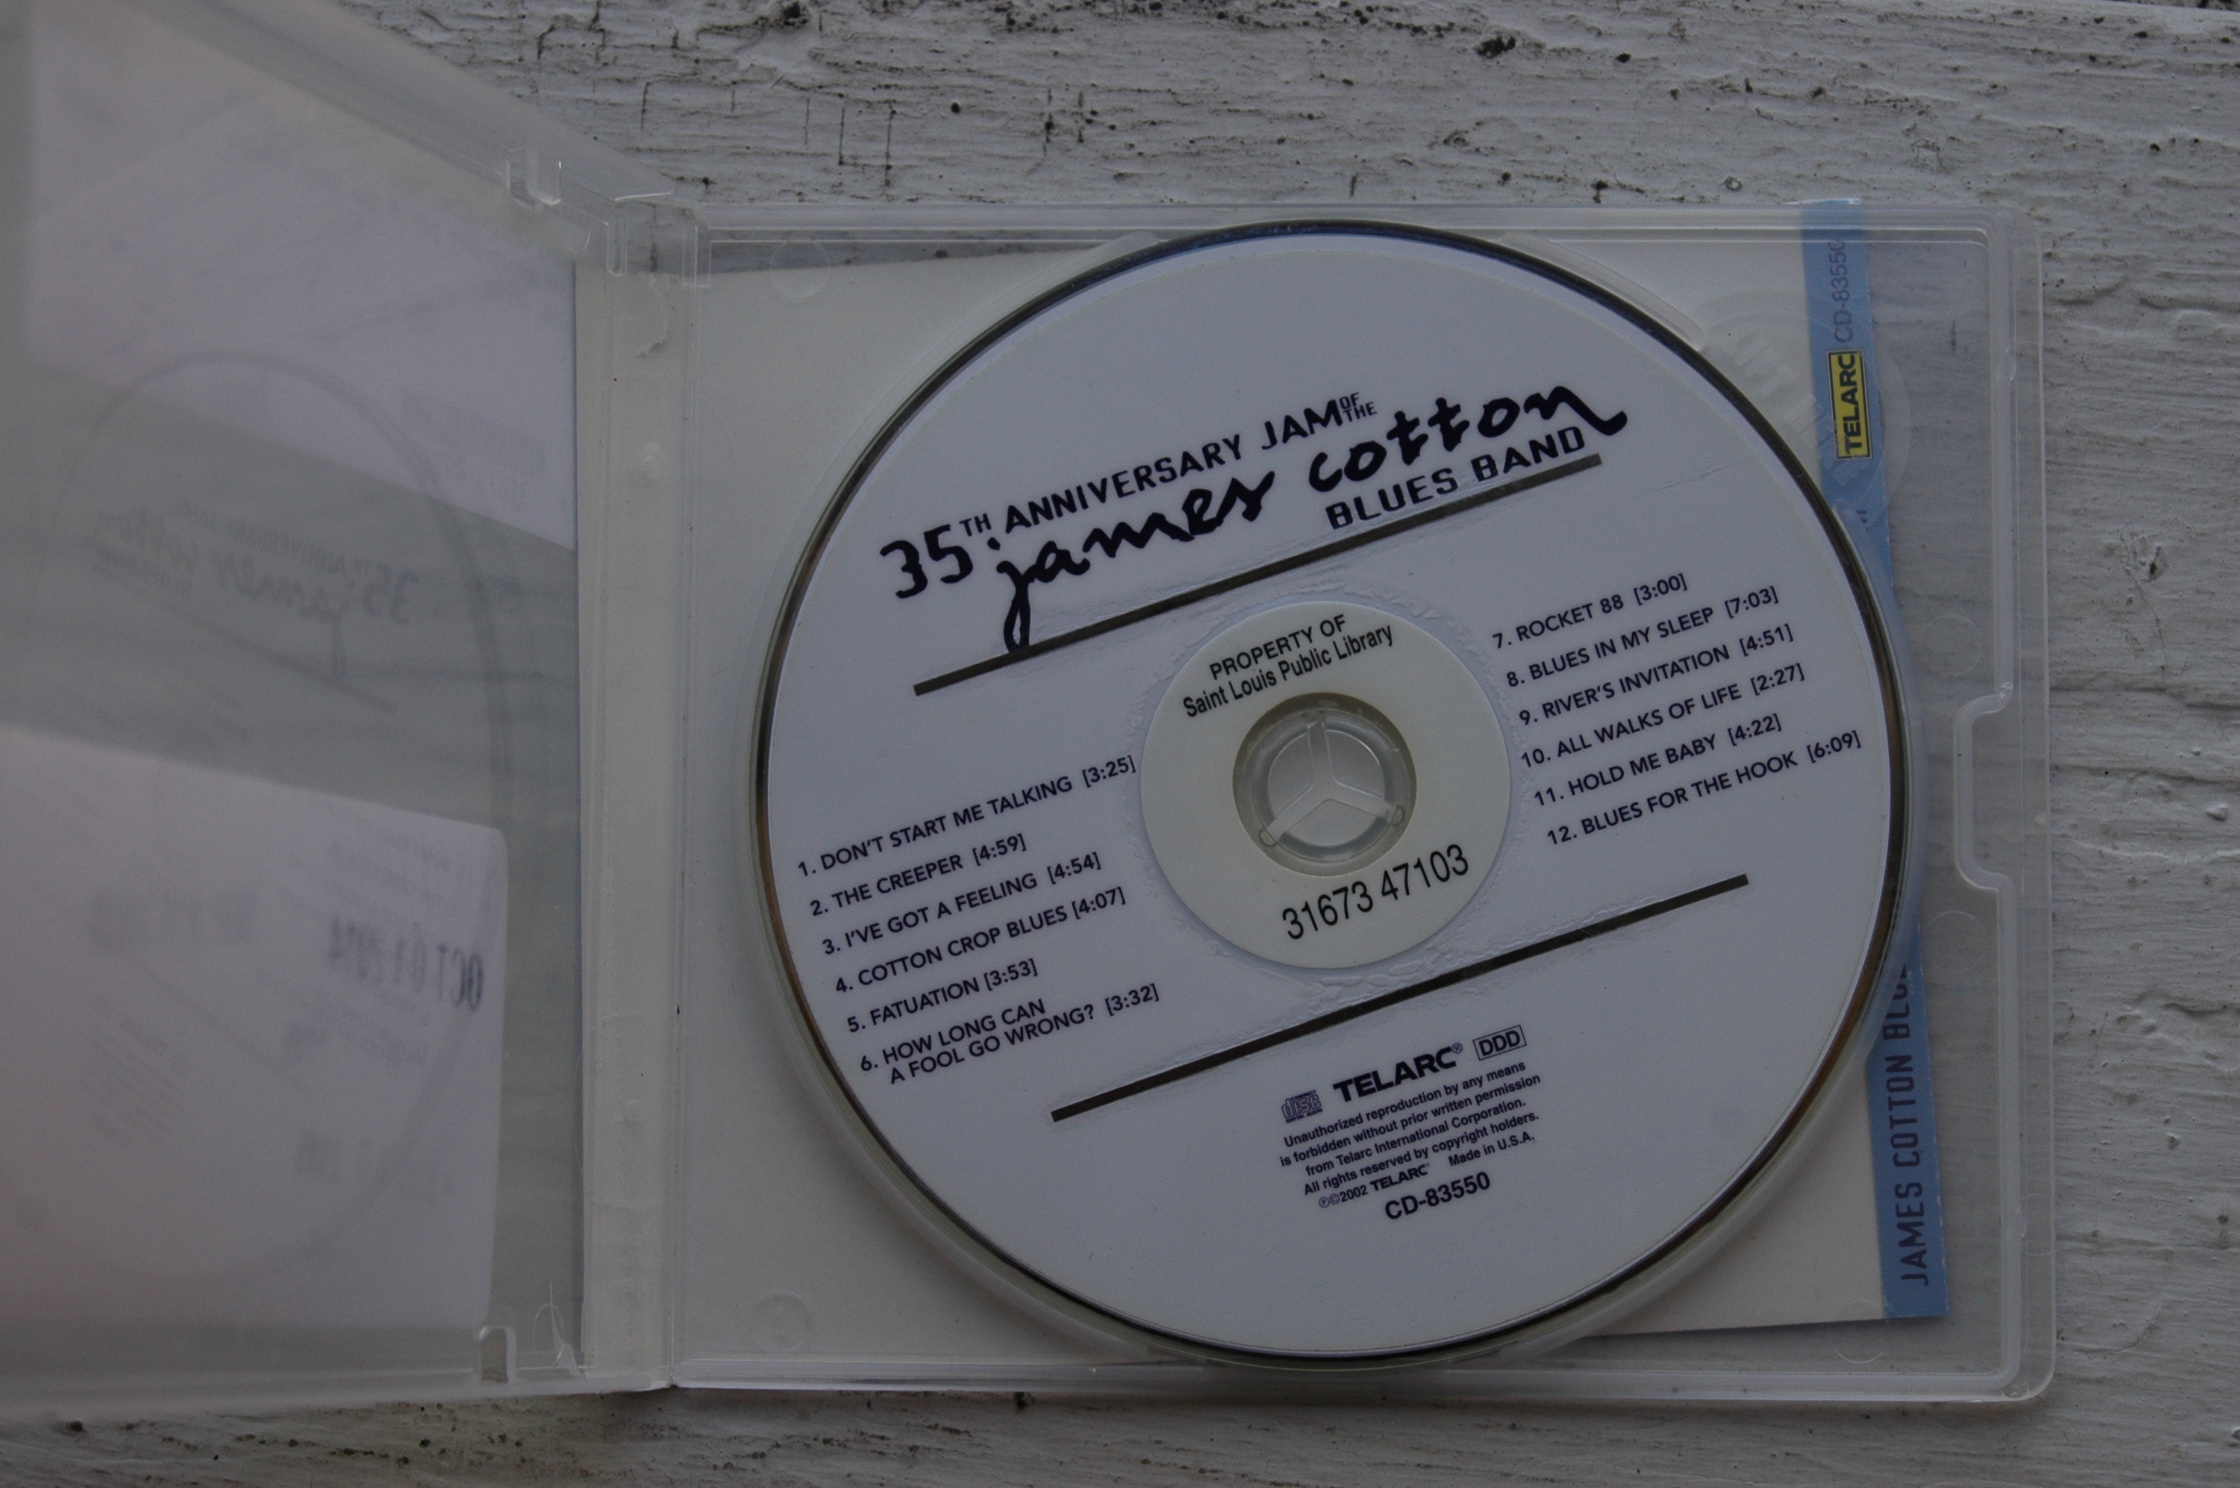 35TH ANNIVERSARY JAM OF THE
james cotton
BLUES BAND
PROPERTY OF
Saint Louis Public Library
31673 47103
1. DON'T START ME TALKING [3:25]
2. THE CREEPER [4:59]
3. I'VE GOT A FEELING [4:54]
4. COTTON CROP BLUES [4:07]
5. FATUATION [3:53]
6. HOW LONG CAN
A FOOL GO WRONG? [3:32]
7. ROCKET 88 [3:00]
8. BLUES IN MY SLEEP [7:03]
9. RIVER'S INVITATION [4:51]
10. ALL WALKS OF LIFE [2:27]
11. HOLD ME BABY [4:22]
12. BLUES FOR THE HOOK [6:09]
disc TELARC® DDD
Unauthorized reproduction by any means
is forbidden without prior written permission
from Telarc International Corporation.
All rights reserved by copyright holders.
℗©2002 TELARC® Made in U.S.A.
CD-83550
TELARC CD-83550
JAMES COTTON
OCT 01 2014